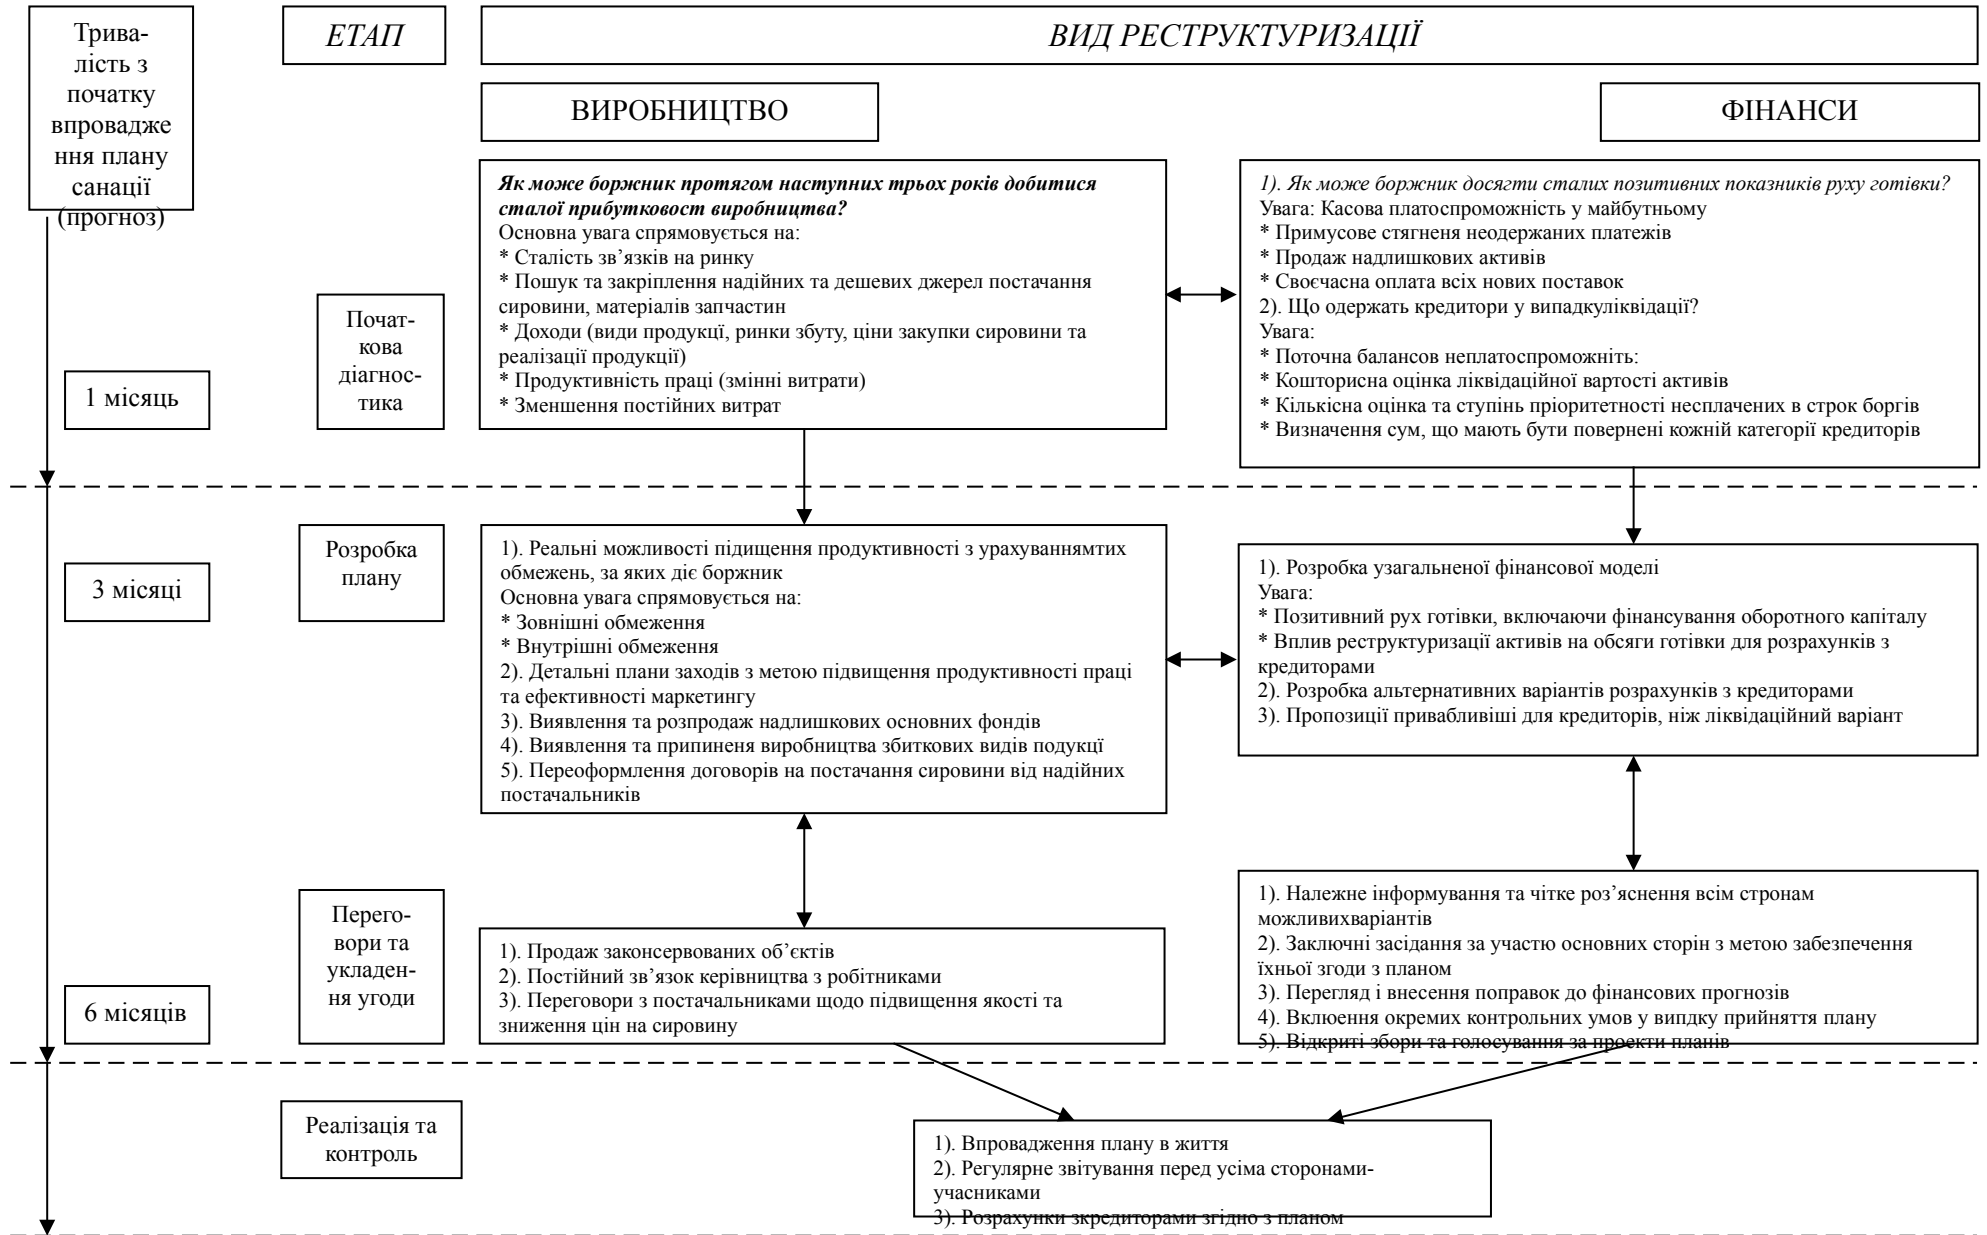 Трива-
лість з
початку
впровадже
ння плану
санації
(прогноз)
ЕТАП
ВИД РЕСТРУКТУРИЗАЦІЇ
ВИРОБНИЦТВО
ФІНАНСИ
1 місяць
Почат-
кова
діагнос-
тика
Як може боржник протягом наступних трьох років добитися
сталої прибутковост виробництва?
Основна увага спрямовується на:
* Сталість зв’язків на ринку
* Пошук та закріплення надійних та дешевих джерел постачання
сировини, матеріалів запчастин
* Доходи (види продукції, ринки збуту, ціни закупки сировини та
реалізації продукції)
* Продуктивність праці (змінні витрати)
* Зменшення постійних витрат
1). Як може боржник досягти сталих позитивних показників руху готівки?
Увага: Касова платоспроможність у майбутньому
* Примусове стягненя неодержаних платежів
* Продаж надлишкових активів
* Своєчасна оплата всіх нових поставок
2). Що одержать кредитори у випадкуліквідації?
Увага:
* Поточна балансов неплатоспроможніть:
* Кошторисна оцінка ліквідаційної вартості активів
* Кількісна оцінка та ступінь пріоритетності несплачених в строк боргів
* Визначення сум, що мають бути повернені кожній категорії кредиторів
3 місяці
Розробка
плану
1). Реальні можливості підищення продуктивності з урахуваннямтих
обмежень, за яких діє боржник
Основна увага спрямовується на:
* Зовнішні обмеження
* Внутрішні обмеження
2). Детальні плани заходів з метою підвищення продуктивності праці
та ефективності маркетингу
3). Виявлення та розпродаж надлишкових основних фондів
4). Виявлення та припиненя виробництва збиткових видів подукції
5). Переоформлення договорів на постачання сировини від надійних
постачальників
1). Розробка узагальненої фінансової моделі
Увага:
* Позитивний рух готівки, включаючи фінансування оборотного капіталу
* Вплив реструктуризації активів на обсяги готівки для розрахунків з
кредиторами
2). Розробка альтернативних варіантів розрахунків з кредиторами
3). Пропозиції привабливіші для кредиторів, ніж ліквідаційний варіант
6 місяців
Перего-
вори та
укладен-
ня угоди
1). Продаж законсервованих об’єктів
2). Постійний зв’язок керівництва з робітниками
3). Переговори з постачальниками щодо підвищення якості та
зниження цін на сировину
1). Належне інформування та чітке роз’яснення всім стронам
можливихваріантів
2). Заключні засідання за участю основних сторін з метою забезпечення
їхньої згоди з планом
3). Перегляд і внесення поправок до фінансових прогнозів
4). Вклюення окремих контрольних умов у випдку прийняття плану
5). Відкриті збори та голосування за проекти планів
Реалізація та
контроль
1). Впровадження плану в життя
2). Регулярне звітування перед усіма сторонами-
учасниками
3). Розрахунки зкредиторами згідно з планом